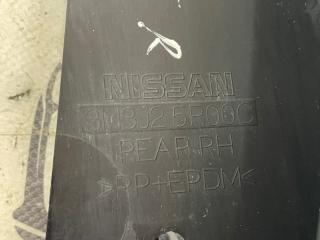 R
NISSAN
REAR RH
>PP+EPDM<